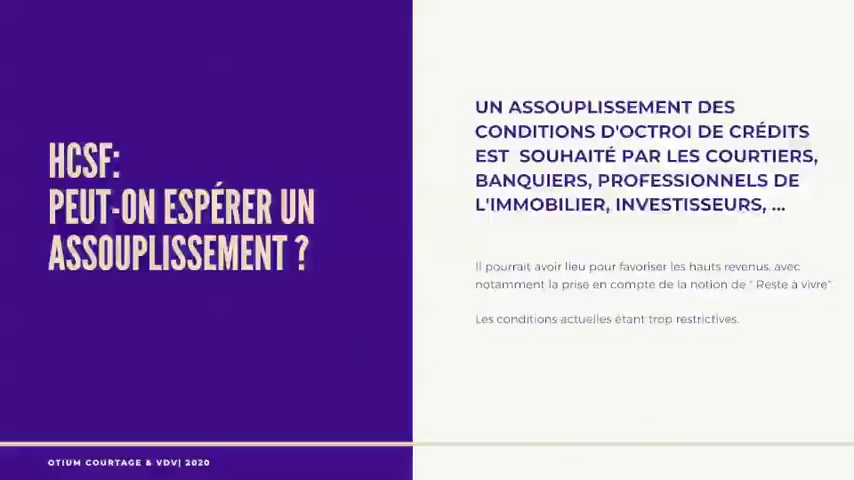 HCSF:
PEUT-ON ESPÉRER UN
ASSOUPLISSEMENT ?
UN ASSOUPLISSEMENT DES
CONDITIONS D'OCTROI DE CRÉDITS
EST SOUHAITÉ PAR LES COURTIERS,
BANQUIERS, PROFESSIONNELS DE
L'IMMOBILIER, INVESTISSEURS, ...
Il pourrait avoir lieu pour favoriser les hauts revenus, avec
notamment la prise en compte de la notion de " Reste à vivre".
Les conditions actuelles étant trop restrictives.
OTIUM COURTAGE & VDV| 2020